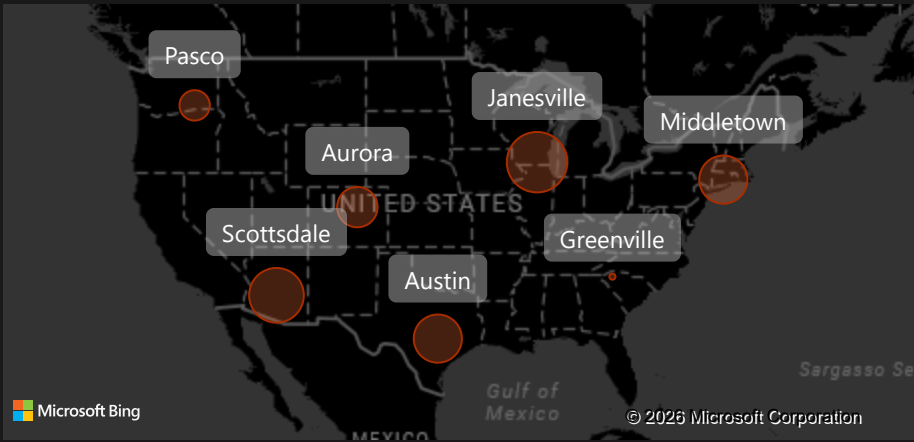 Pasco
Janesville
Middletown
Aurora
UNITED STATES
Scottsdale
Greenville
Austin
Sargasso Se
Gulf of
Mexico
Microsoft Bing
© 2026 Microsoft Corporation
MEXICO